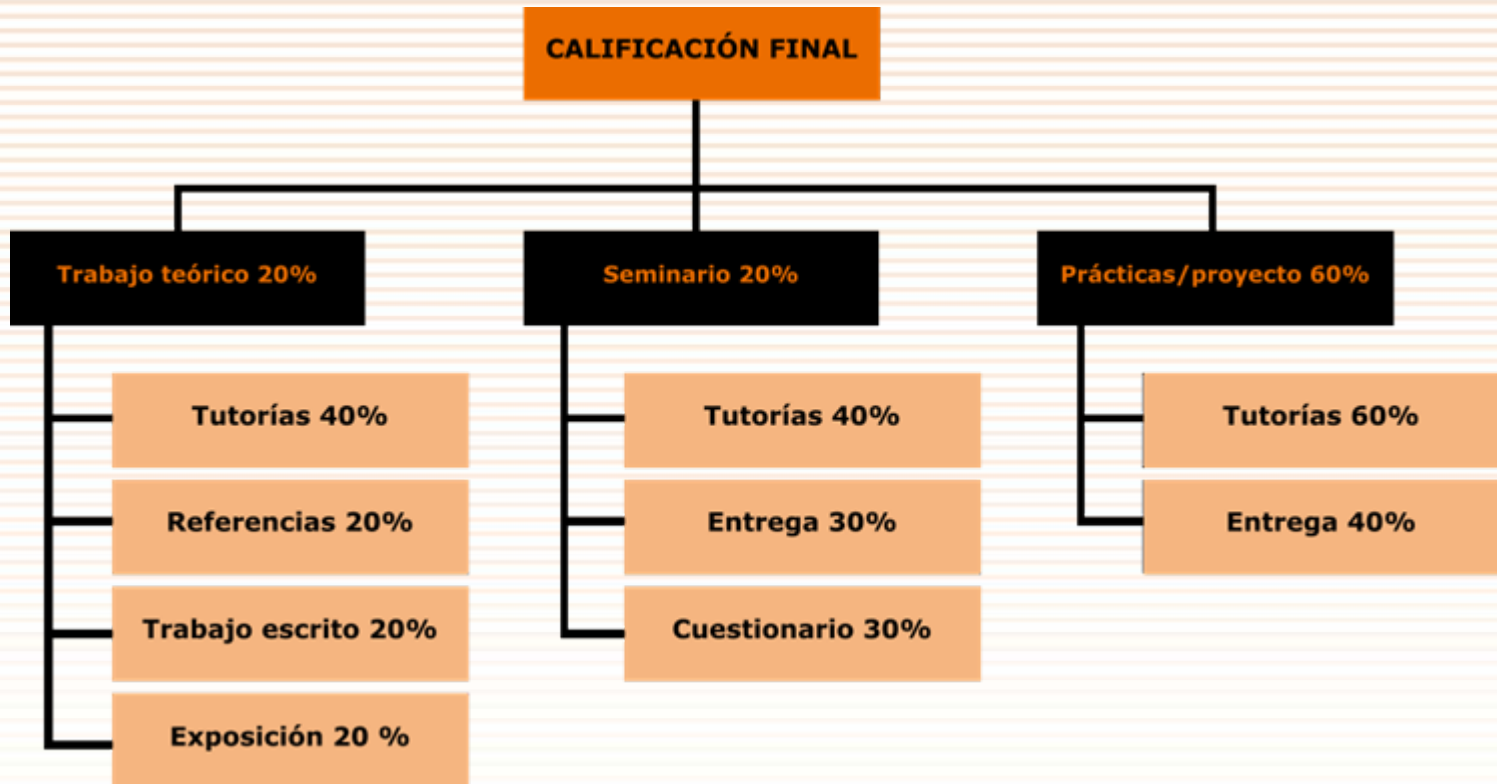 CALIFICACIÓN FINAL
Trabajo teórico 20%
Seminario 20%
Prácticas/proyecto 60%
Tutorías 40%
Referencias 20%
Trabajo escrito 20%
Exposición 20 %
Tutorías 40%
Entrega 30%
Cuestionario 30%
Tutorías 60%
Entrega 40%